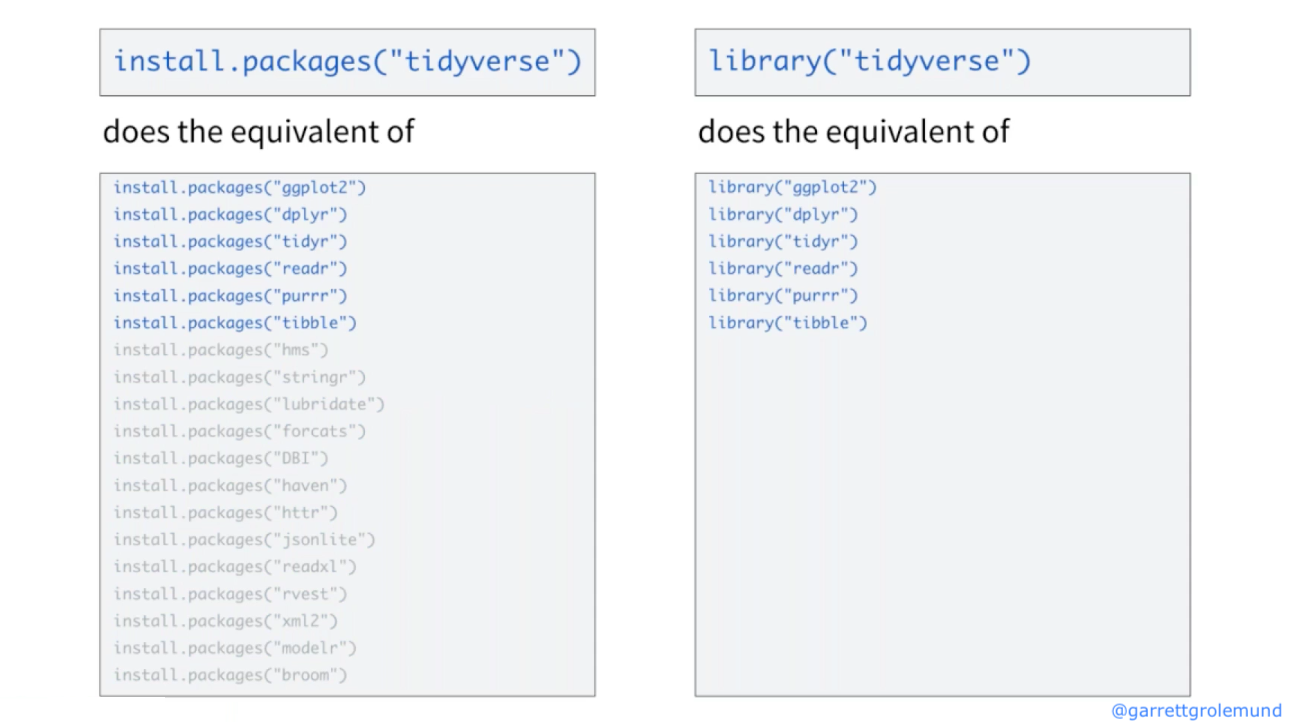 install.packages("tidyverse")
does the equivalent of
install.packages("ggplot2")
install.packages("dplyr")
install.packages("tidyr")
install.packages("readr")
install.packages("purrr")
install.packages("tibble")
install.packages("hms")
install.packages("stringr")
install.packages("lubridate")
install.packages("forcats")
install.packages("DBI")
install.packages("haven")
install.packages("httr")
install.packages("jsonlite")
install.packages("readxl")
install.packages("rvest")
install.packages("xml2")
install.packages("modelr")
install.packages("broom")
library("tidyverse")
does the equivalent of
library("ggplot2")
library("dplyr")
library("tidyr")
library("readr")
library("purrr")
library("tibble")
@garrettgrolemund